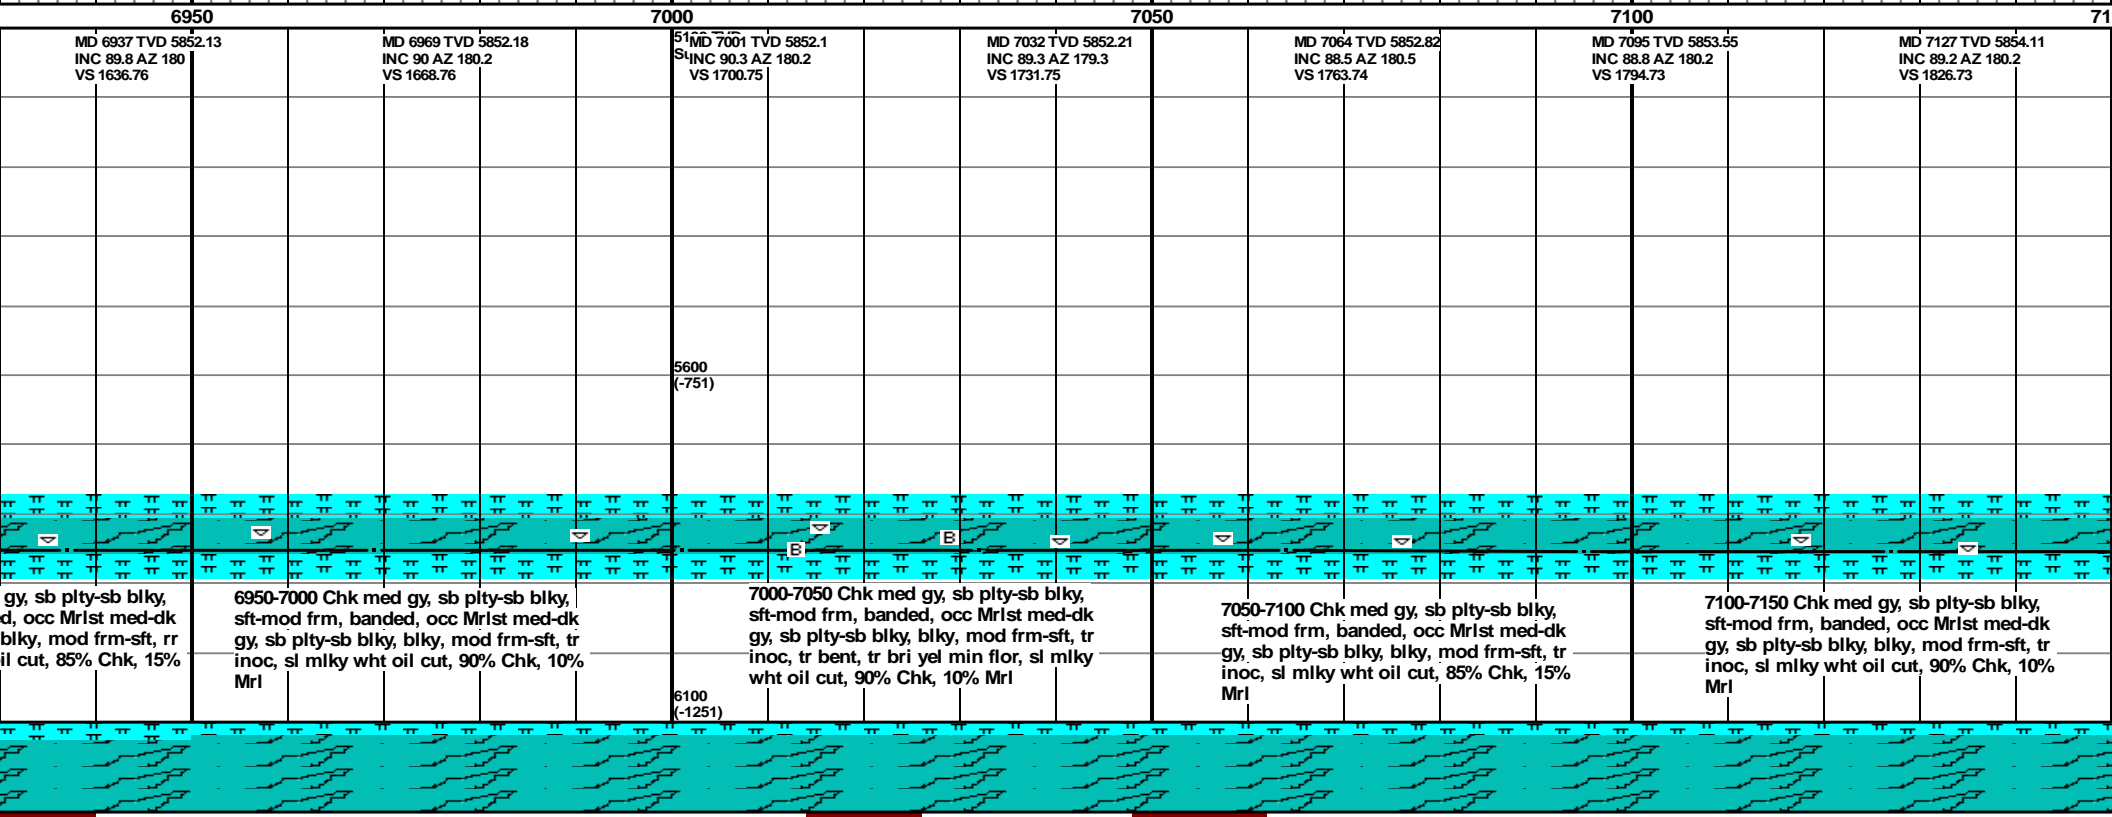 6950 7000 7050 7100 71
MD 6937 TVD 5852.13
INC 89.8 AZ 180
VS 1636.76
MD 6969 TVD 5852.18
INC 90 AZ 180.2
VS 1668.76
MD 7001 TVD 5852.1
INC 90.3 AZ 180.2
VS 1700.75
MD 7032 TVD 5852.21
INC 89.3 AZ 179.3
VS 1731.75
MD 7064 TVD 5852.82
INC 88.5 AZ 180.5
VS 1763.74
MD 7095 TVD 5853.55
INC 88.8 AZ 180.2
VS 1794.73
MD 7127 TVD 5854.11
INC 89.2 AZ 180.2
VS 1826.73
5600
(-751)
B
B
gy, sb plty-sb blky,
d, occ Mrlst med-dk
blky, mod frm-sft, rr
il cut, 85% Chk, 15%
6950-7000 Chk med gy, sb plty-sb blky,
sft-mod frm, banded, occ Mrlst med-dk
gy, sb plty-sb blky, blky, mod frm-sft, tr
inoc, sl mlky wht oil cut, 90% Chk, 10%
Mrl
7000-7050 Chk med gy, sb plty-sb blky,
sft-mod frm, banded, occ Mrlst med-dk
gy, sb plty-sb blky, blky, mod frm-sft, tr
inoc, tr bent, tr bri yel min flor, sl mlky
wht oil cut, 90% Chk, 10% Mrl
7050-7100 Chk med gy, sb plty-sb blky,
sft-mod frm, banded, occ Mrlst med-dk
gy, sb plty-sb blky, blky, mod frm-sft, tr
inoc, sl mlky wht oil cut, 85% Chk, 15%
Mrl
7100-7150 Chk med gy, sb plty-sb blky,
sft-mod frm, banded, occ Mrlst med-dk
gy, sb plty-sb blky, blky, mod frm-sft, tr
inoc, sl mlky wht oil cut, 90% Chk, 10%
Mrl
6100
(-1251)